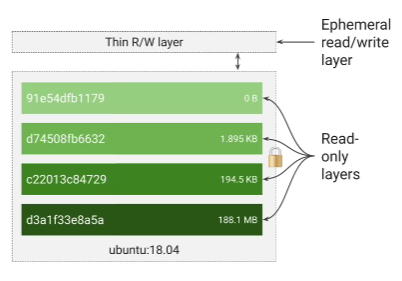 Thin R/W layer
Ephemeral
read/write
layer
91e54dfb1179 0 B
d74508fb6632 1.895 KB
c22013c84729 194.5 KB
d3a1f33e8a5a 188.1 MB
Read-
only
layers
ubuntu:18.04